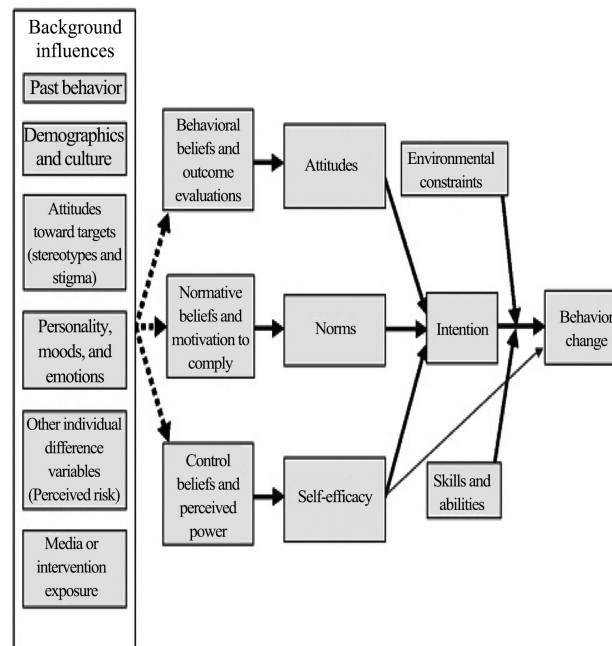 Background
influences
Past behavior
Demographics
and culture
Attitudes
toward targets
(stereotypes and
stigma)
Personality,
moods, and
emotions
Other individual
difference
variables
(Perceived risk)
Media or
intervention
exposure
Behavioral
beliefs and
outcome
evaluations
Normative
beliefs and
motivation to
comply
Control
beliefs and
perceived
power
Attitudes
Norms
Self-efficacy
Environmental
constraints
Intention
Skills and
abilities
Behavior
change